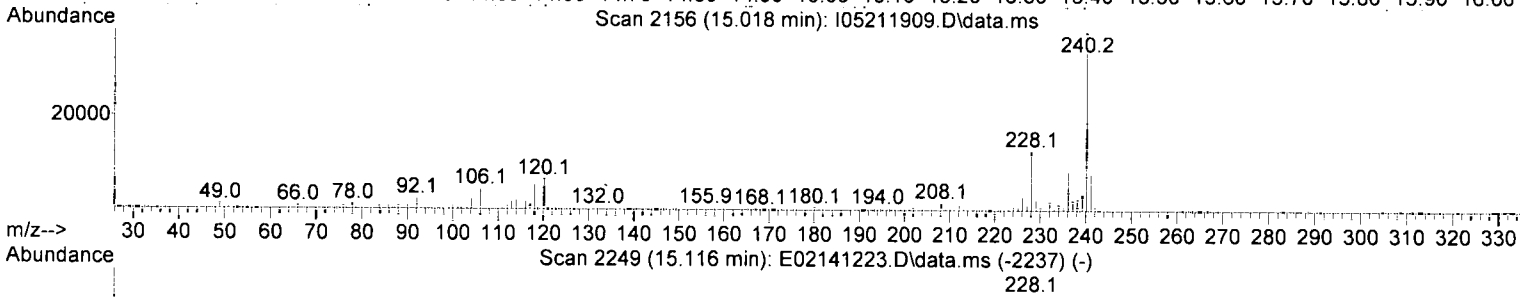 Abundance
Scan 2156 (15.018 min): I05211909.D\data.ms
240.2
20000
228.1
120.1
106.1
49.0 66.0 78.0 92.1 132.0 155.9 168.1 180.1 194.0 208.1
m/z--> 30 40 50 60 70 80 90 100 110 120 130 140 150 160 170 180 190 200 210 220 230 240 250 260 270 280 290 300 310 320 330
Abundance
Scan 2249 (15.116 min): E02141223.D\data.ms (-2237) (-)
228.1